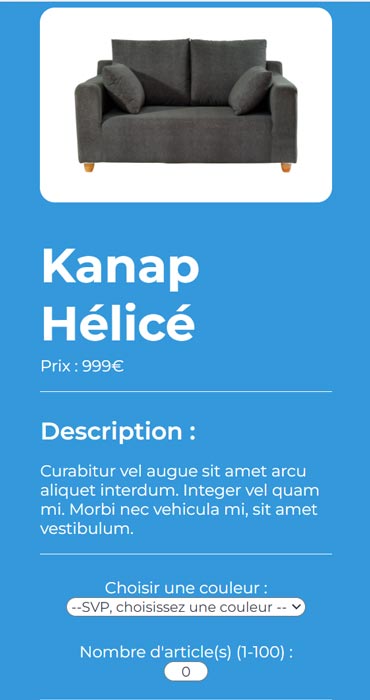 Kanap
Hélicé
Prix : 999€
Description :
Curabitur vel augue sit amet arcu
aliquet interdum. Integer vel quam
mi. Morbi nec vehicula mi, sit amet
vestibulum.
Choisir une couleur :
--SVP, choisissez une couleur --
Nombre d'article(s) (1-100) :
0